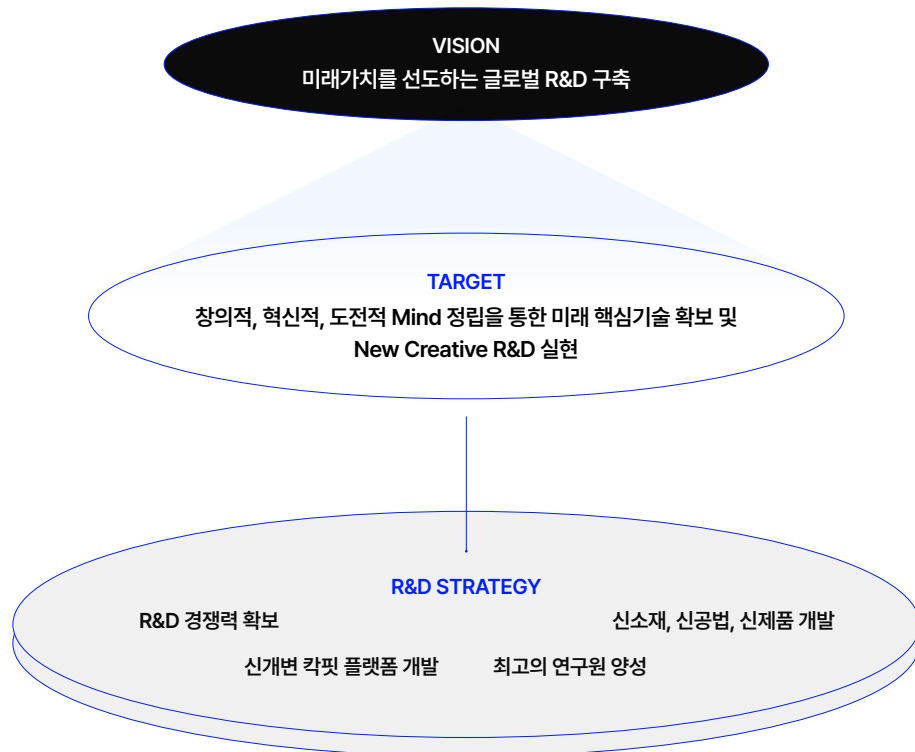 VISION
미래가치를 선도하는 글로벌 R&D 구축
TARGET
창의적, 혁신적, 도전적 Mind 정립을 통한 미래 핵심기술 확보 및
New Creative R&D 실현
R&D STRATEGY
R&D 경쟁력 확보
신소재, 신공법, 신제품 개발
신개변 칵핏 플랫폼 개발
최고의 연구원 양성